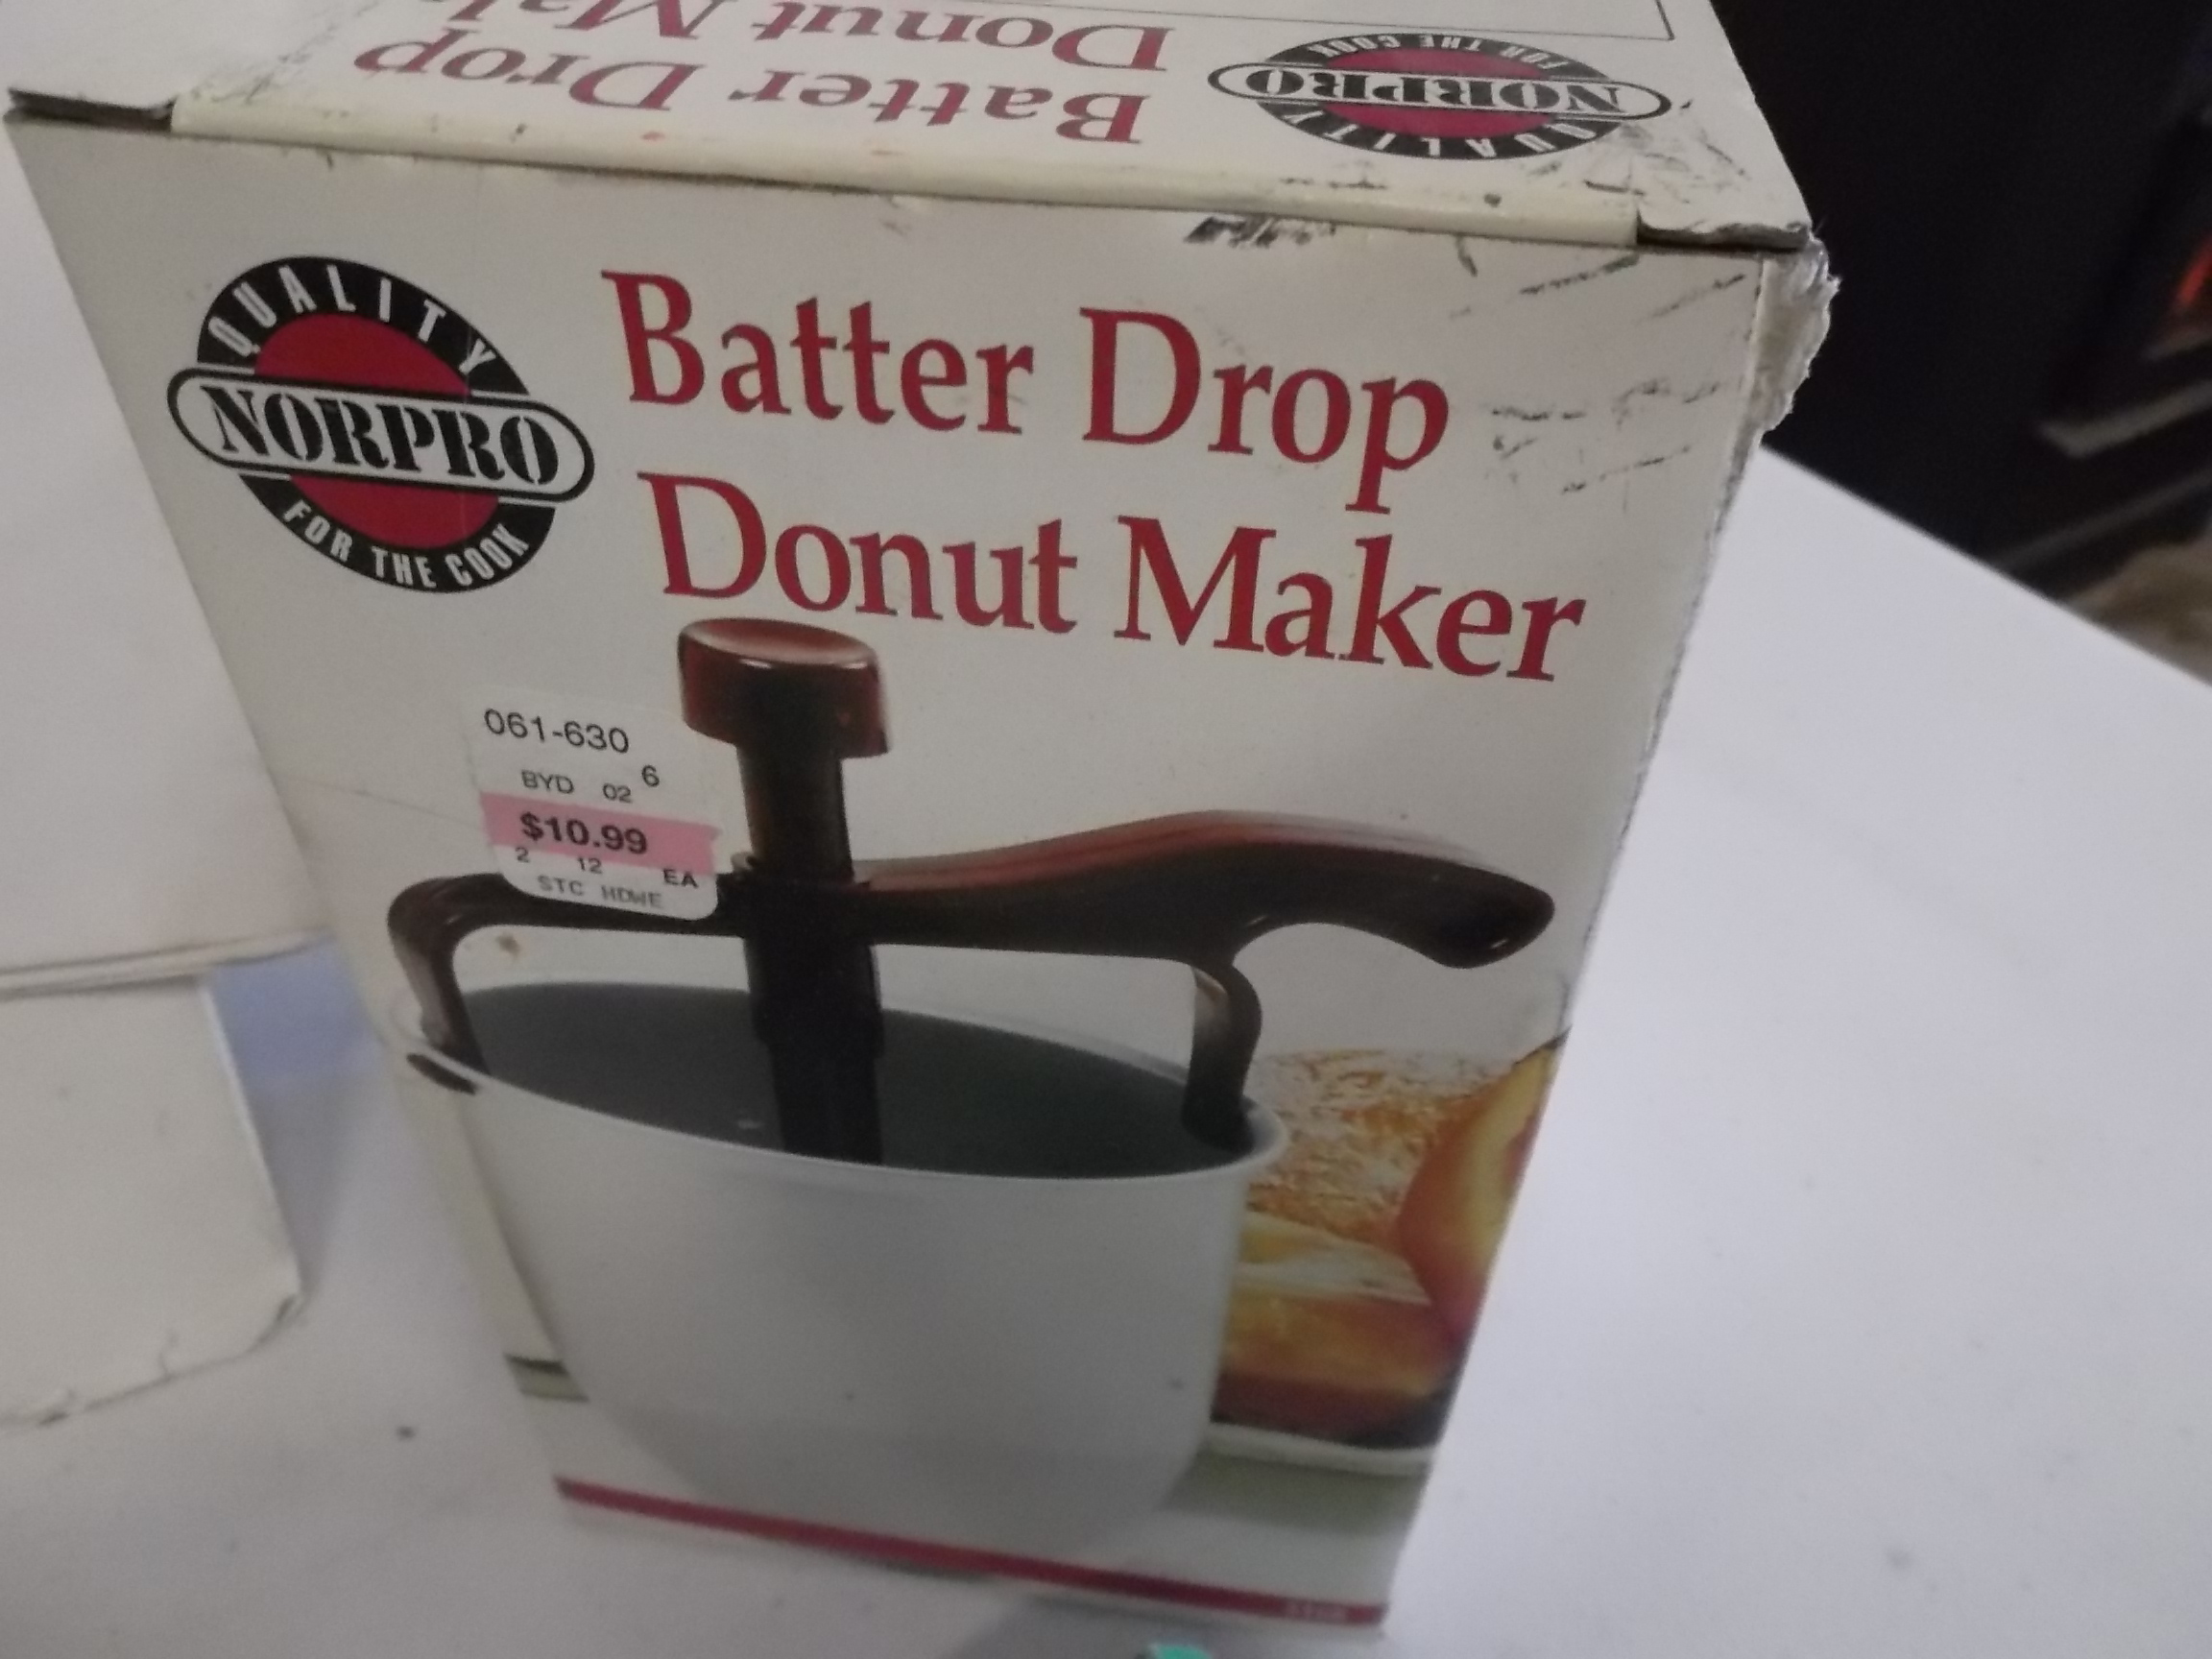 Batter Drop
Donut Mak
QUALITY
NORPRO
FOR THE COOK
QUALITY
NORPRO
FOR THE COOK
Batter Drop
Donut Maker
061-630
6
BYD 02
$10.99
2 12 EA
STC HDWE